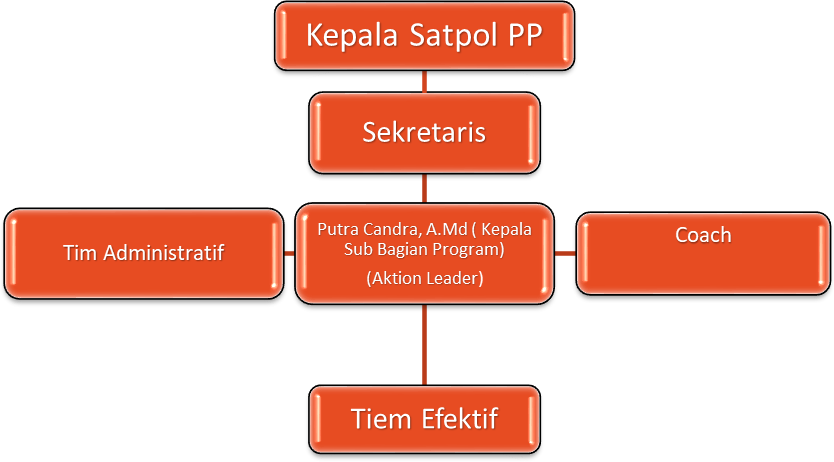 Kepala Satpol PP
Sekretaris
Tim Administratif
Putra Candra, A.Md ( Kepala
Sub Bagian Program)
(Aktion Leader)
Coach
Tiem Efektif